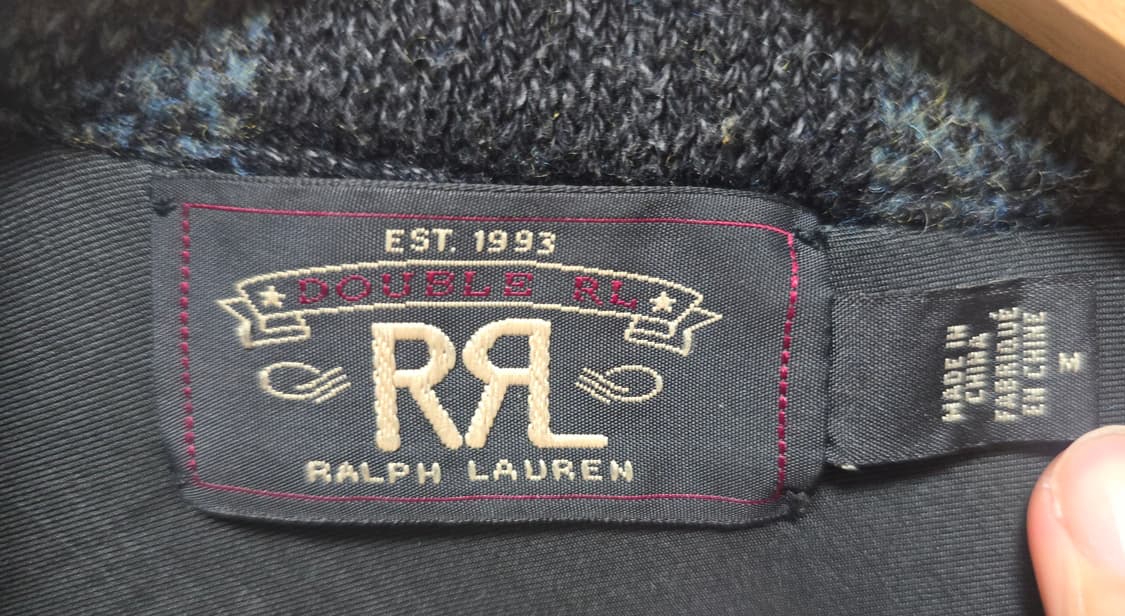 EST. 1993
DOUBLE RL
RRL
RALPH LAUREN
MADE IN
CHINA
FABRIQUÉ
EN CHINE
M